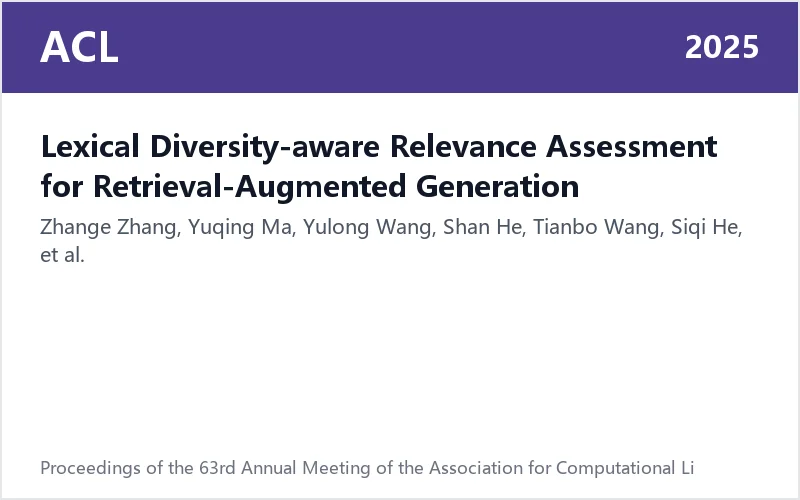 ACL
2025
Lexical Diversity-aware Relevance Assessment
for Retrieval-Augmented Generation
Zhange Zhang, Yuqing Ma, Yulong Wang, Shan He, Tianbo Wang, Siqi He,
et al.
Proceedings of the 63rd Annual Meeting of the Association for Computational Li